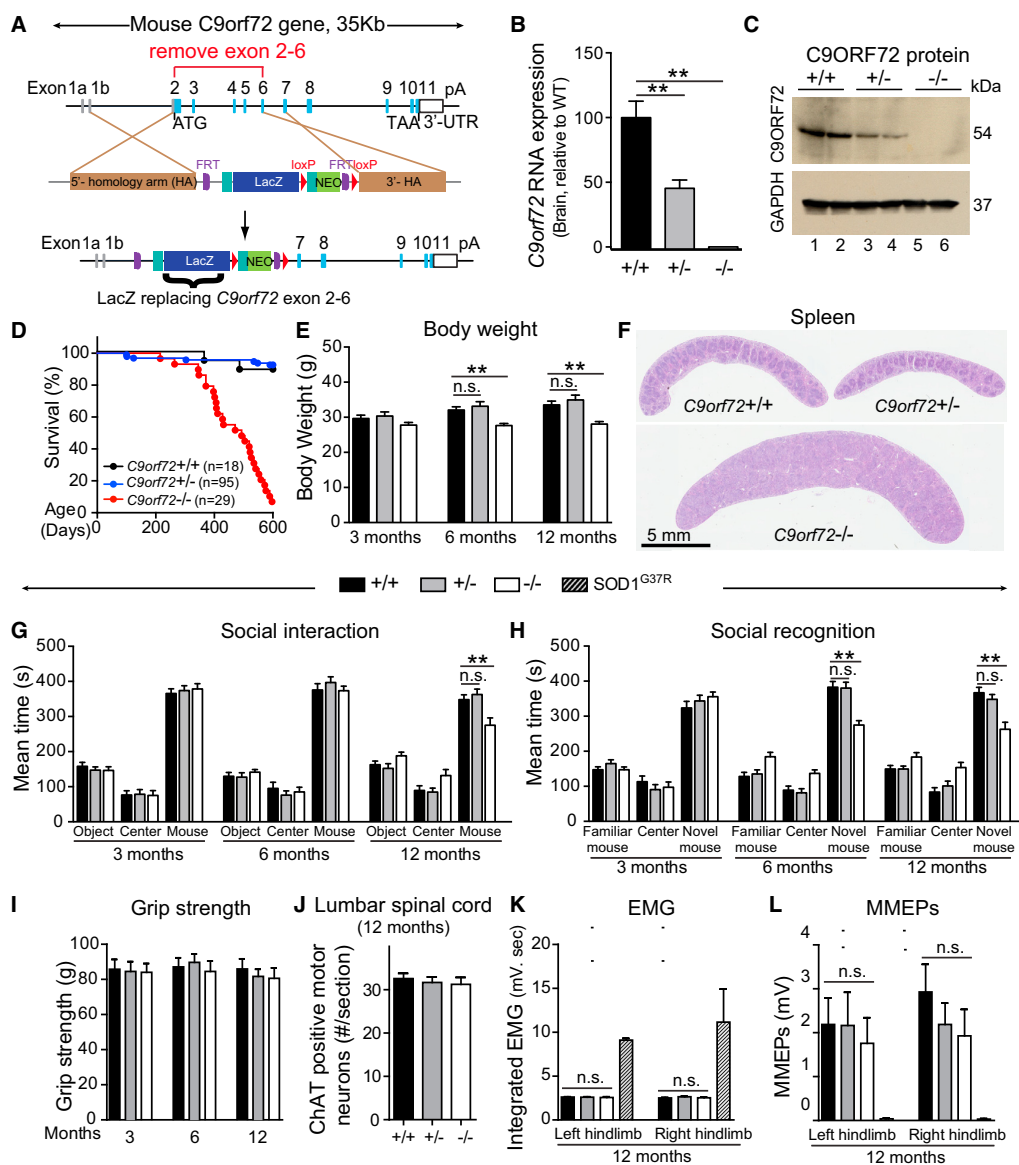 A
Mouse C9orf72 gene, 35Kb
remove exon 2-6
Exon1a 1b 2 3 4 5 6 7 8 9 10 11 pA
ATG TAA 3'-UTR
FRT loxP FRT loxP
5'- homology arm (HA) LacZ NEO 3'- HA
Exon1a 1b 7 8 9 10 11 pA
LacZ NEO
LacZ replacing C9orf72 exon 2-6
B
C9orf72 RNA expression
(Brain, relative to WT)
150
100
50
0
**
**
+/+ +/- -/-
C
C9ORF72 protein
+/+ +/- -/- kDa
C9ORF72 54
GAPDH 37
1 2 3 4 5 6
D
Survival (%)
100
80
60
40
20
C9orf72+/+ (n=18)
C9orf72+/- (n=95)
C9orf72-/- (n=29)
Age 0
(Days) 0 200 400 600
E
Body weight
Body Weight (g)
50
40
30
20
10
0
** **
n.s. n.s.
3 months 6 months 12 months
F
Spleen
C9orf72+/+ C9orf72+/-
5 mm C9orf72-/-
+/+ +/- -/- SOD1G37R
G
Social interaction
Mean time (s)
500
400
300
200
100
0
**
n.s.
Object Center Mouse Object Center Mouse Object Center Mouse
3 months 6 months 12 months
H
Social recognition
Mean time (s)
500
400
300
200
100
0
** **
n.s. n.s.
Familiar mouse Center Novel mouse Familiar mouse Center Novel mouse Familiar mouse Center Novel mouse
3 months 6 months 12 months
I
Grip strength
Grip strength (g)
100
80
60
40
20
0
Months 3 6 12
J
Lumbar spinal cord
(12 months)
ChAT positive motor
neurons (#/section)
30
20
10
0
+/+ +/- -/-
K
EMG
Integrated EMG (mV. sec)
20
15
10
5
0
n.s. n.s.
Left hindlimb Right hindlimb
12 months
L
MMEPs
MMEPs (mV)
4
3
2
1
0
n.s. n.s.
Left hindlimb Right hindlimb
12 months